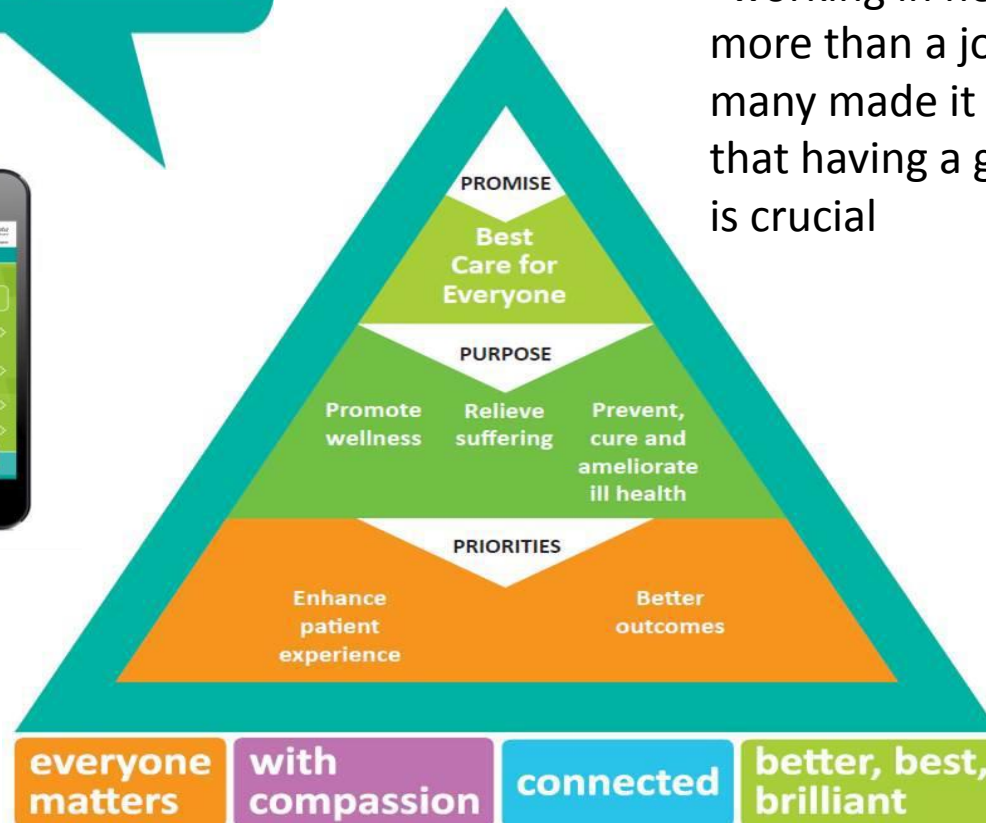 more than a jo
many made it
that having a g
is crucial
PROMISE
Best
Care for
Everyone
PURPOSE
Promote
wellness
Relieve
suffering
Prevent,
cure and
ameliorate
ill health
PRIORITIES
Enhance
patient
experience
Better
outcomes
everyone
matters
with
compassion
connected
better, best,
brilliant